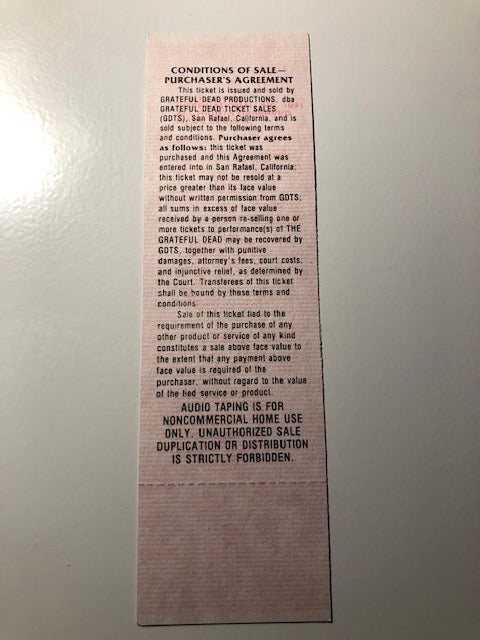 CONDITIONS OF SALE—
PURCHASER'S AGREEMENT
This ticket is issued and sold by
GRATEFUL DEAD PRODUCTIONS, dba
GRATEFUL DEAD TICKET SALES
(GDTS), San Rafael, California, and is
sold subject to the following terms
and conditions. Purchaser agrees
as follows: this ticket was
purchased and this Agreement was
entered into in San Rafael, California;
this ticket may not be resold at a
price greater than its face value
without written permission from GDTS;
all sums in excess of face value
received by a person re-selling one or
more tickets to performance(s) of THE
GRATEFUL DEAD may be recovered by
GDTS, together with punitive
damages, attorney's fees, court costs,
and injunctive relief, as determined by
the Court. Transferees of this ticket
shall be bound by these terms and
conditions.
Sale of this ticket tied to the
requirement of the purchase of any
other product or service of any kind
constitutes a sale above face value to
the extent that any payment above
face value is required of the
purchaser, without regard to the value
of the tied service or product.
AUDIO TAPING IS FOR
NONCOMMERCIAL HOME USE
ONLY. UNAUTHORIZED SALE
DUPLICATION OR DISTRIBUTION
IS STRICTLY FORBIDDEN.